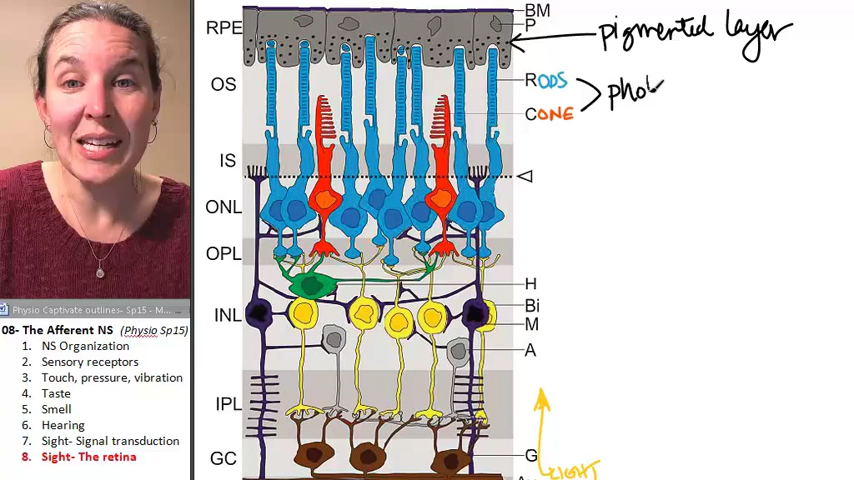 BM
P
RPE
pigmented layer
OS
RODS
CONE
phot
IS
ONL
OPL
H
INL
Bi
M
A
IPL
GC
G
LIGHT
Physio Captivate outlines- Sp15 - M...
08- The Afferent NS (Physio Sp15)
1. NS Organization
2. Sensory receptors
3. Touch, pressure, vibration
4. Taste
5. Smell
6. Hearing
7. Sight- Signal transduction
8. Sight- The retina